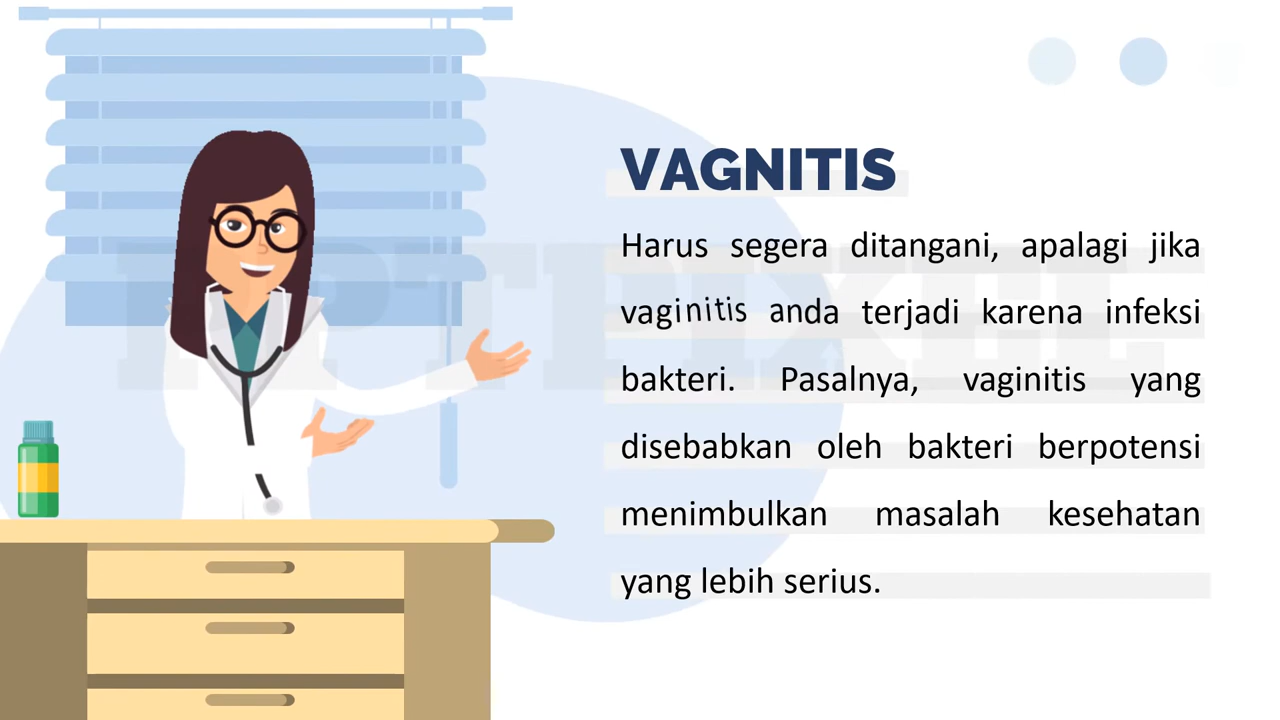 VAGNITIS
Harus segera ditangani, apalagi jika
vaginitis anda terjadi karena infeksi
bakteri. Pasalnya, vaginitis yang
disebabkan oleh bakteri berpotensi
menimbulkan masalah kesehatan
yang lebih serius.
PPTPIXEL